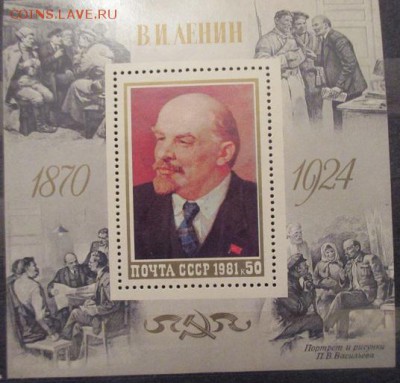 COINS.LAVE.RU
В.И.ЛЕНИН
1870
1924
ПОЧТА СССР 1981.50
Портрет и рисунки
П.В.Васильева